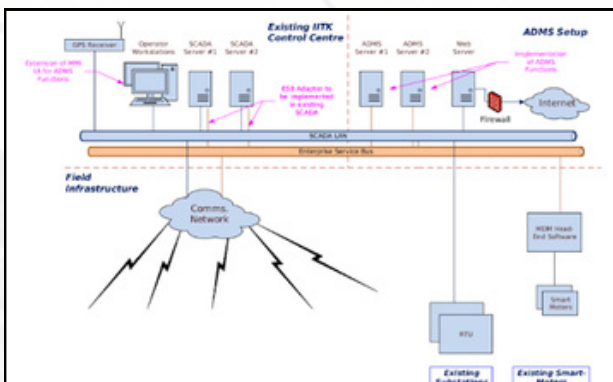 Existing IITK
Control Centre
ADMS Setup
GPS Receiver
Operator
Workstations
SCADA
Server #1
SCADA
Server #2
ADMS
Server #1
ADMS
Server #2
Web
Server
Implementation
of ADMS
Functions
Extension of MMI
UI for ADMS
Functions
ESB Adapter to
be implemented
in existing
SCADA
Internet
Firewall
SCADA LAN
Enterprise Service Bus
Field
Infrastructure
Comms.
Network
MDM Head-
End Software
Smart
Meters
RTU
Existing
Substations
Existing Smart-
Meters